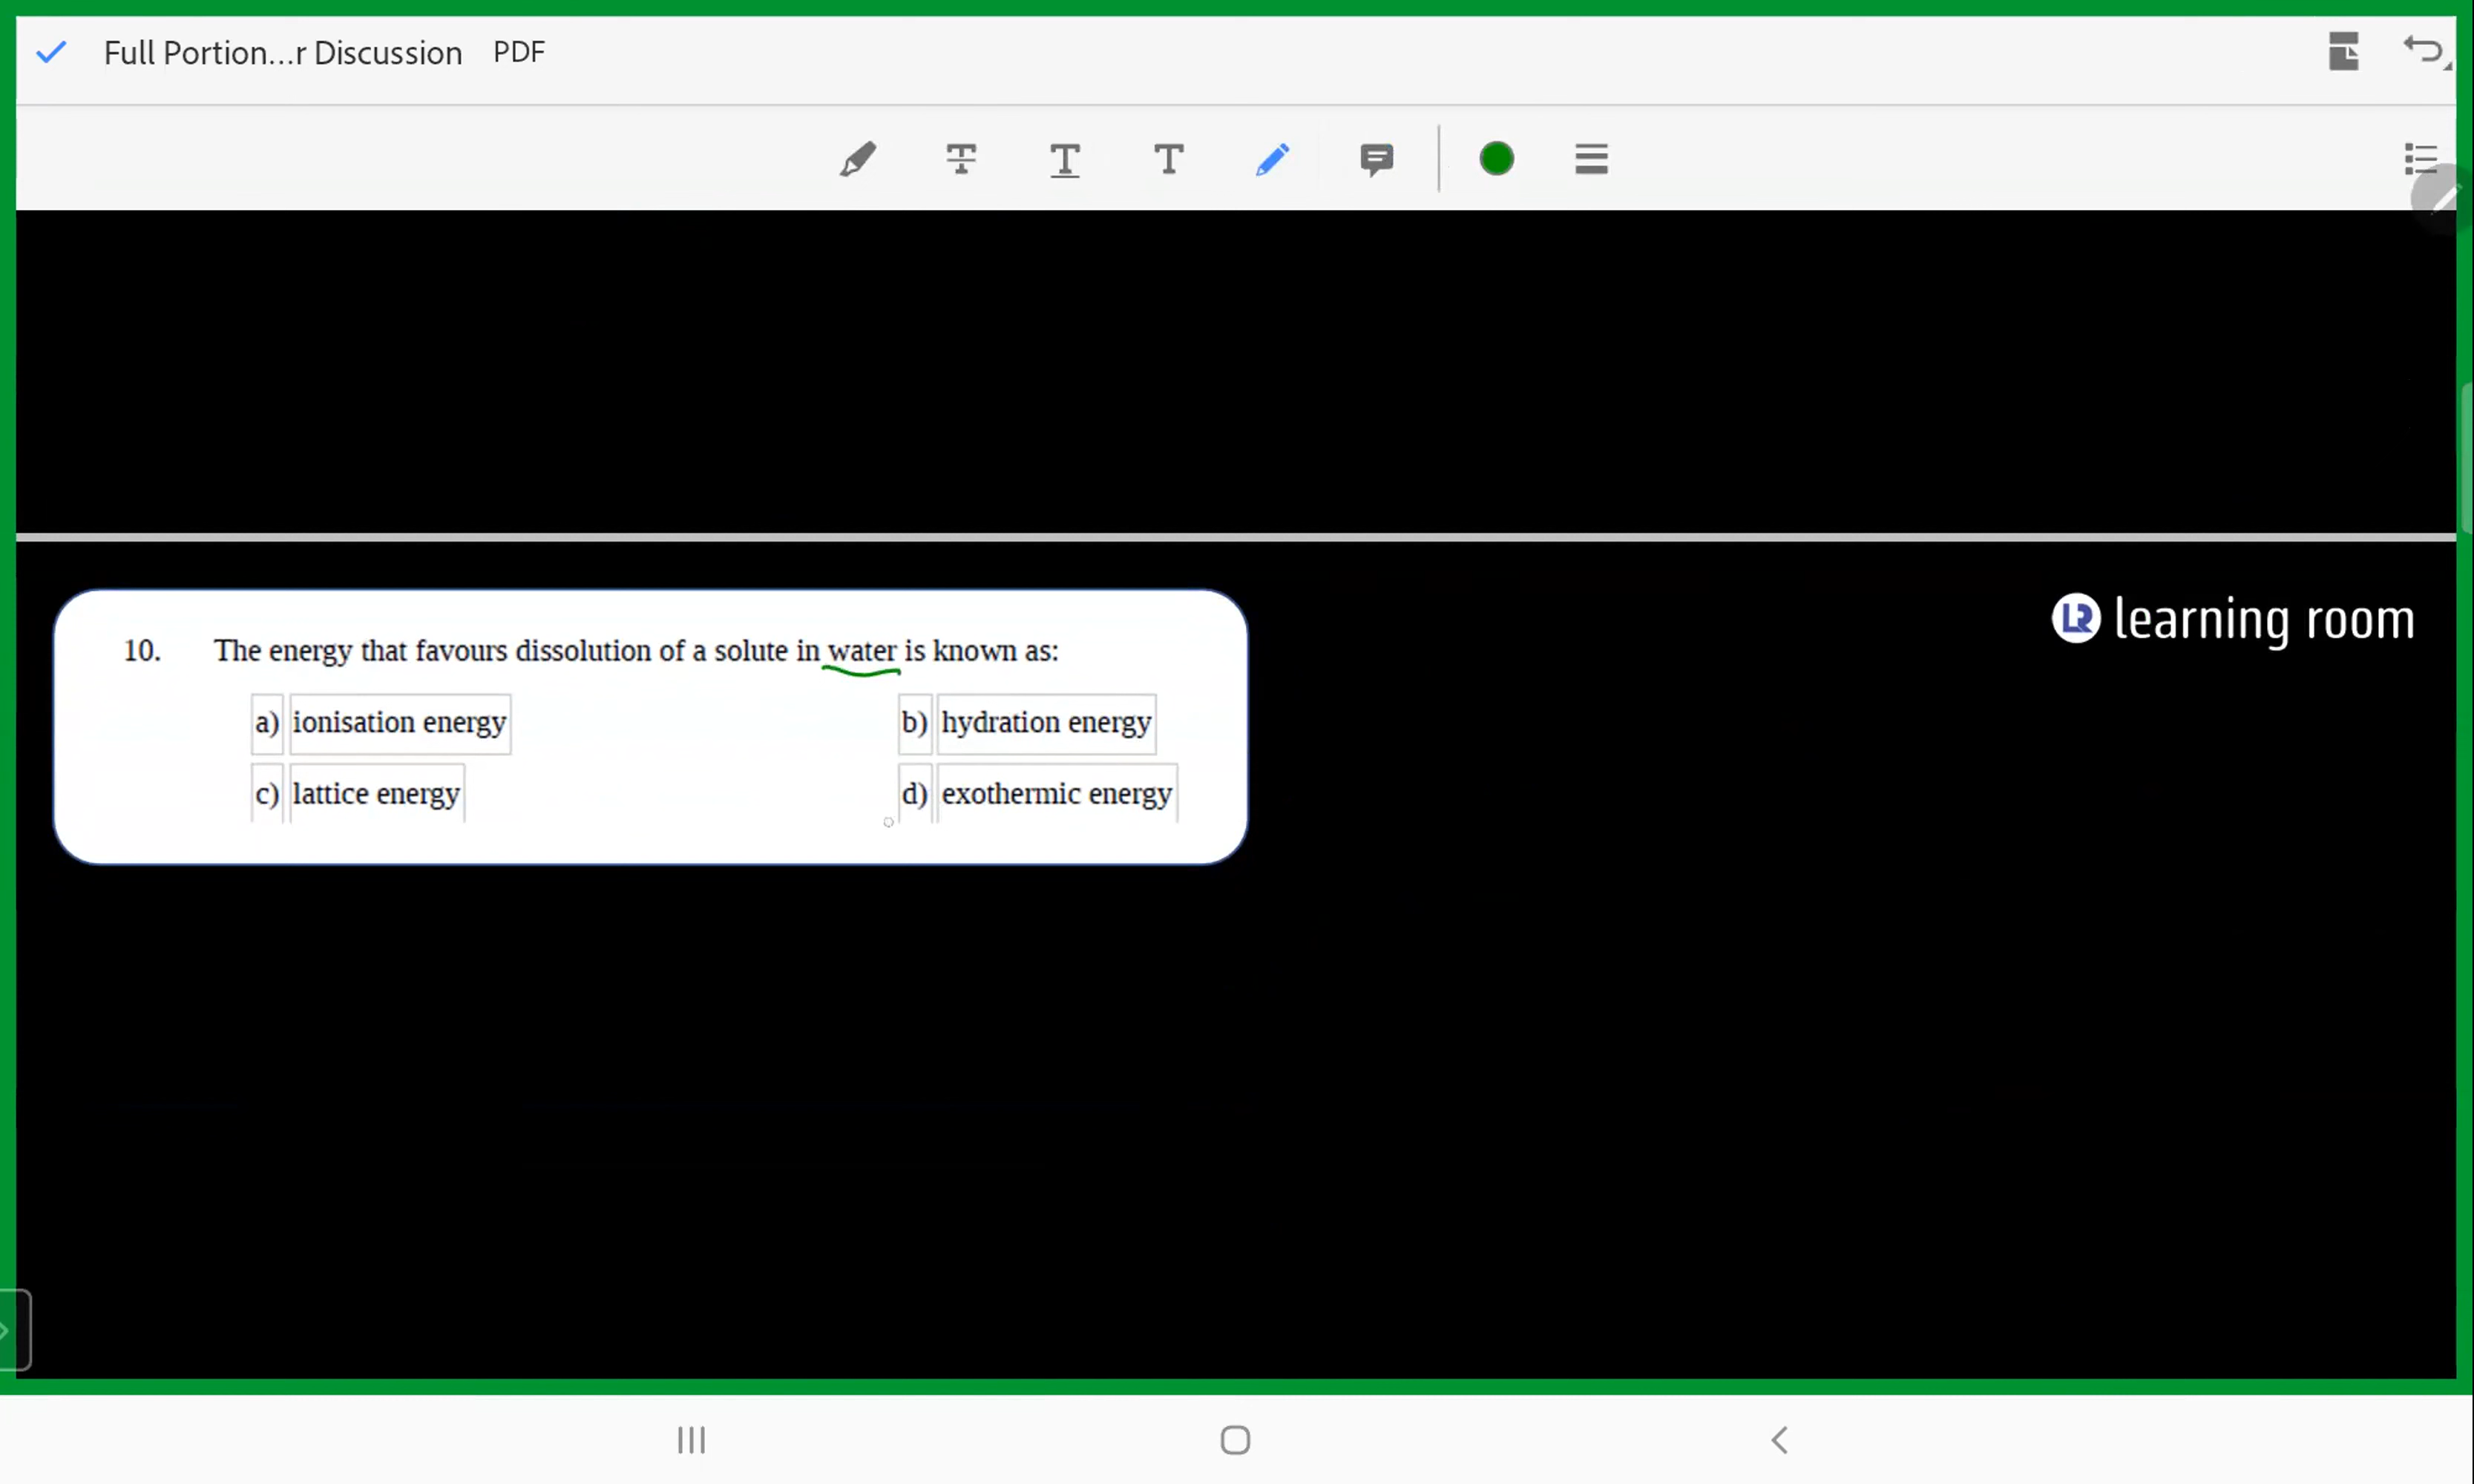 Full Portion...r Discussion PDF
learning room
10. The energy that favours dissolution of a solute in water is known as:
a) ionisation energy b) hydration energy
c) lattice energy d) exothermic energy